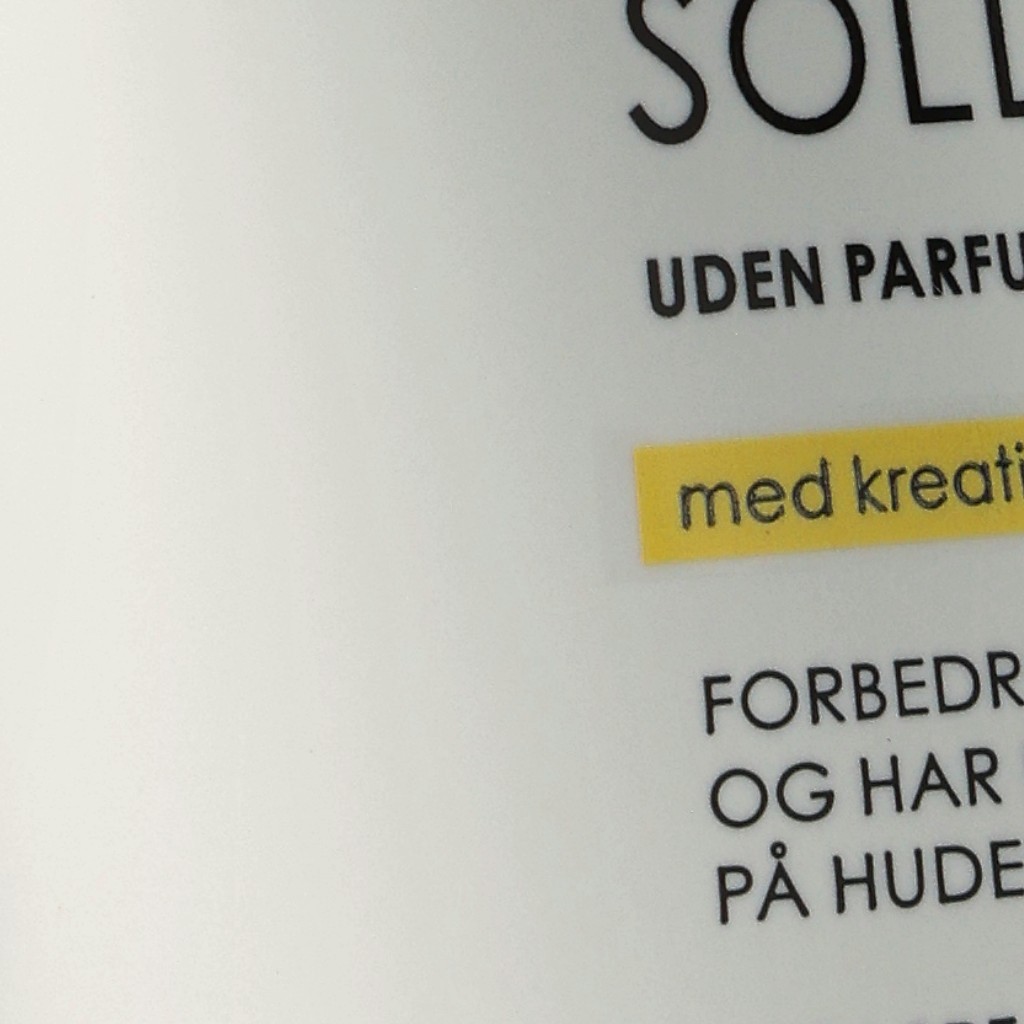 SOLL
UDEN PARFU
med kreati
FORBEDR
OG HAR
PÅ HUDE